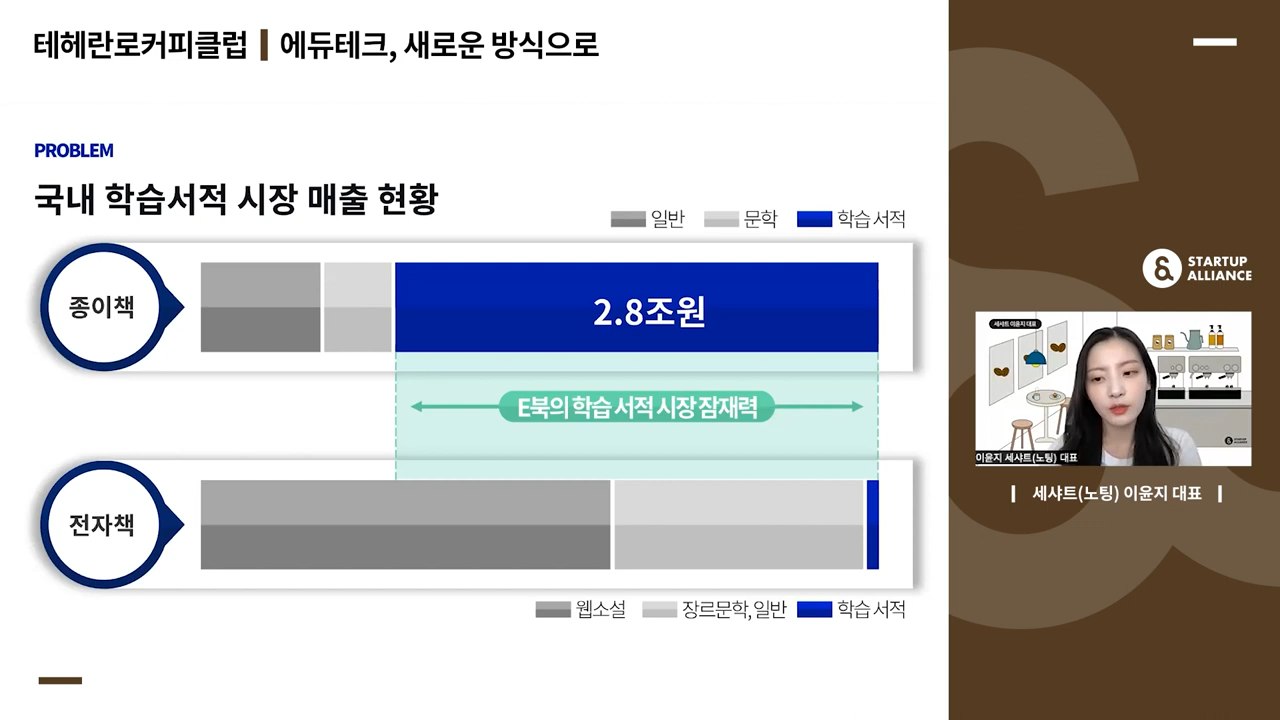 테헤란로커피클럽 | 에듀테크, 새로운 방식으로
PROBLEM
국내 학습서적 시장 매출 현황
일반 문학 학습 서적
종이책
2.8조원
E북의 학습 서적 시장 잠재력
전자책
웹소설 장르문학, 일반 학습 서적
STARTUP
ALLIANCE
세샤트 이윤지 대표
이윤지 세샤트(노팅) 대표
| 세샤트(노팅) 이윤지 대표 |